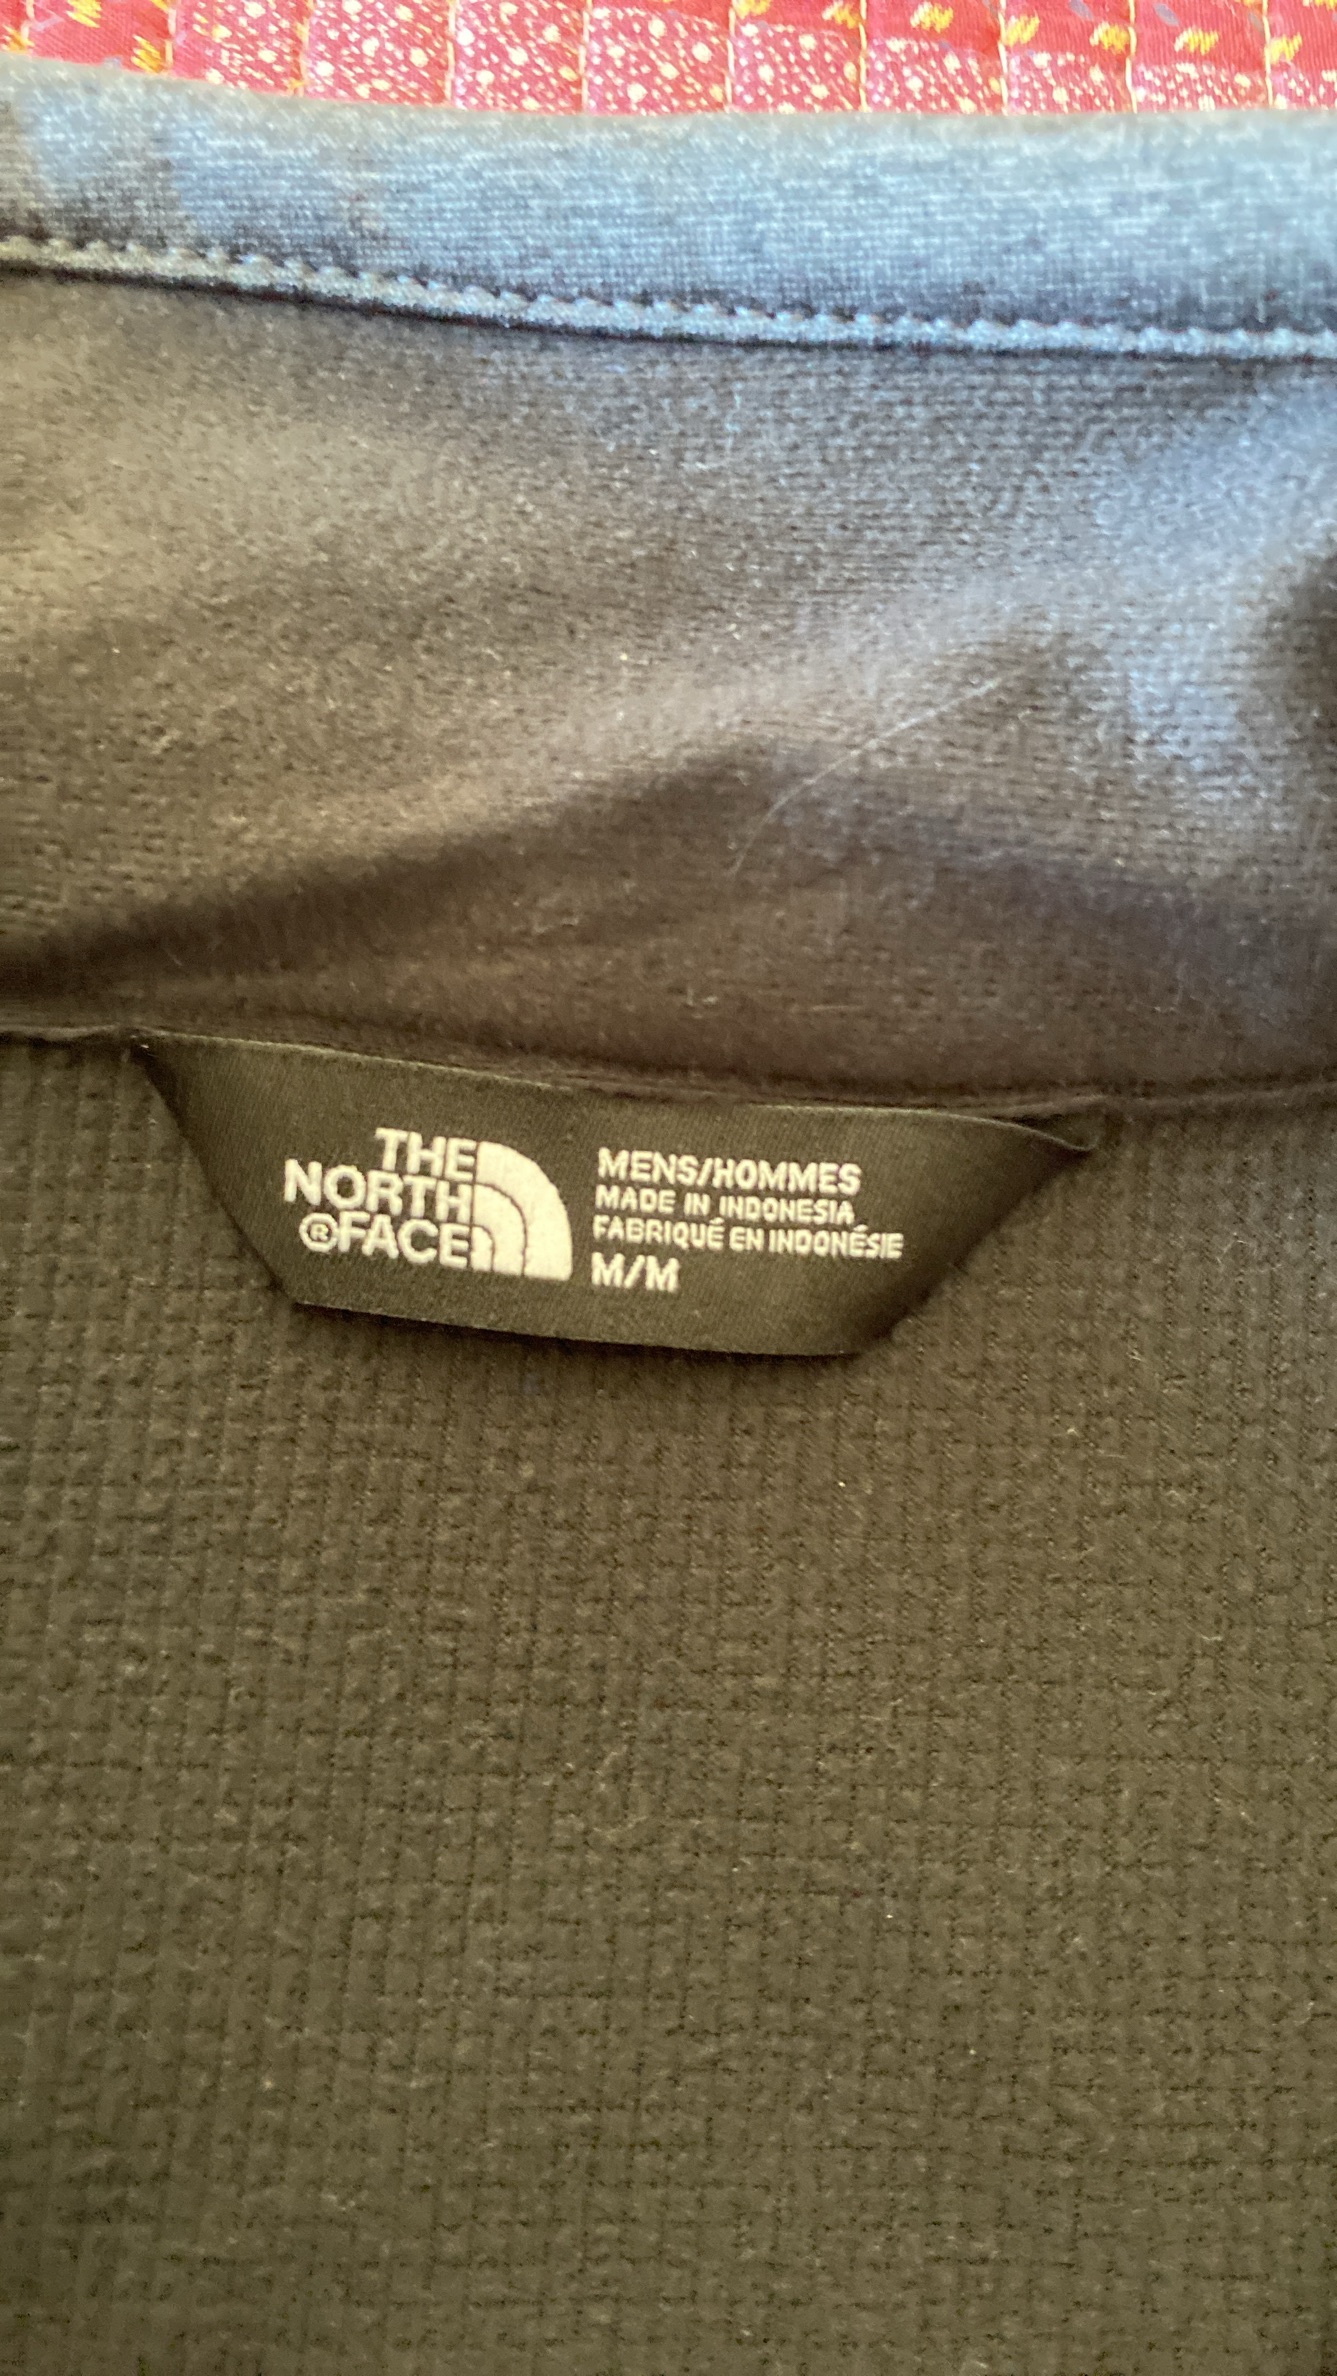 THE
NORTH
®FACE
MENS/HOMMES
MADE IN INDONESIA
FABRIQUÉ EN INDONÉSIE
M/M